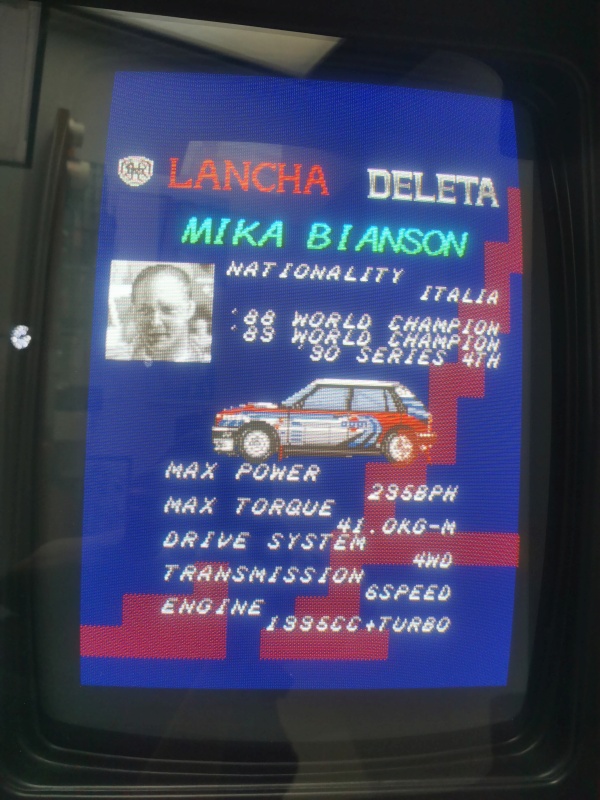 LANCHA DELETA
MIKA BIANSON
NATIONALITY
ITALIA
'88 WORLD CHAMPION
'89 WORLD CHAMPION
'90 SERIES 4TH
MAX POWER
295BPH
MAX TORQUE
41.0KG-M
DRIVE SYSTEM
4WD
TRANSMISSION
6SPEED
ENGINE
1995CC+TURBO